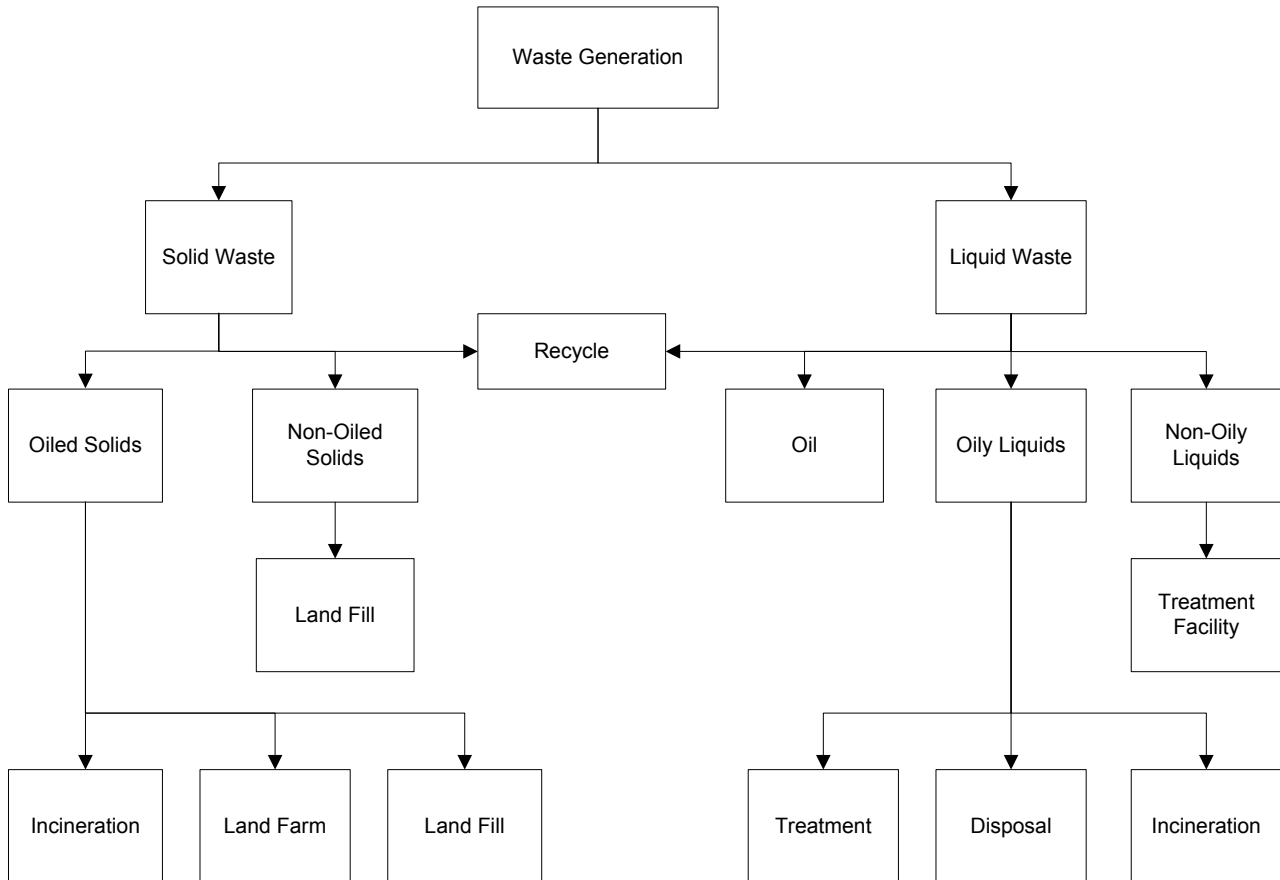 Waste Generation
Solid Waste
Liquid Waste
Recycle
Oiled Solids
Non-Oiled
Solids
Oil
Oily Liquids
Non-Oily
Liquids
Land Fill
Treatment
Facility
Incineration
Land Farm
Land Fill
Treatment
Disposal
Incineration